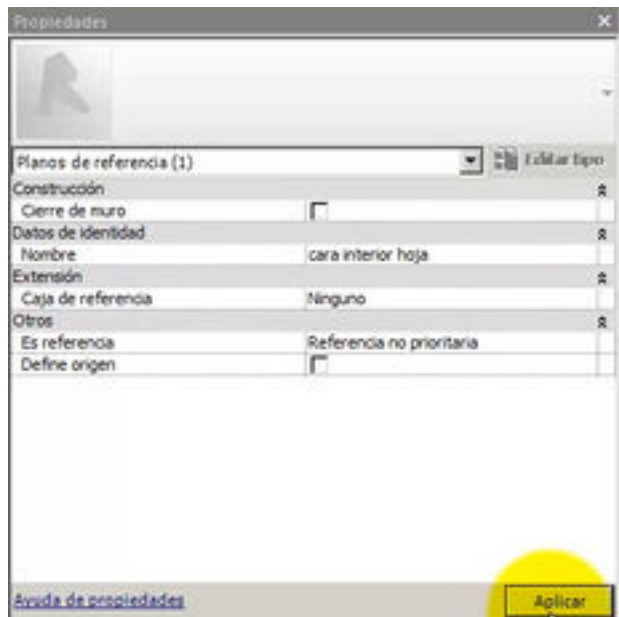 Propiedades
Planos de referencia (1)
Editar tipo
Construcción
Cierre de muro
Datos de identidad
Nombre cara interior hoja
Extensión
Caja de referencia Ninguno
Otros
Es referencia Referencia no prioritaria
Define origen
Ayuda de propiedades Aplicar